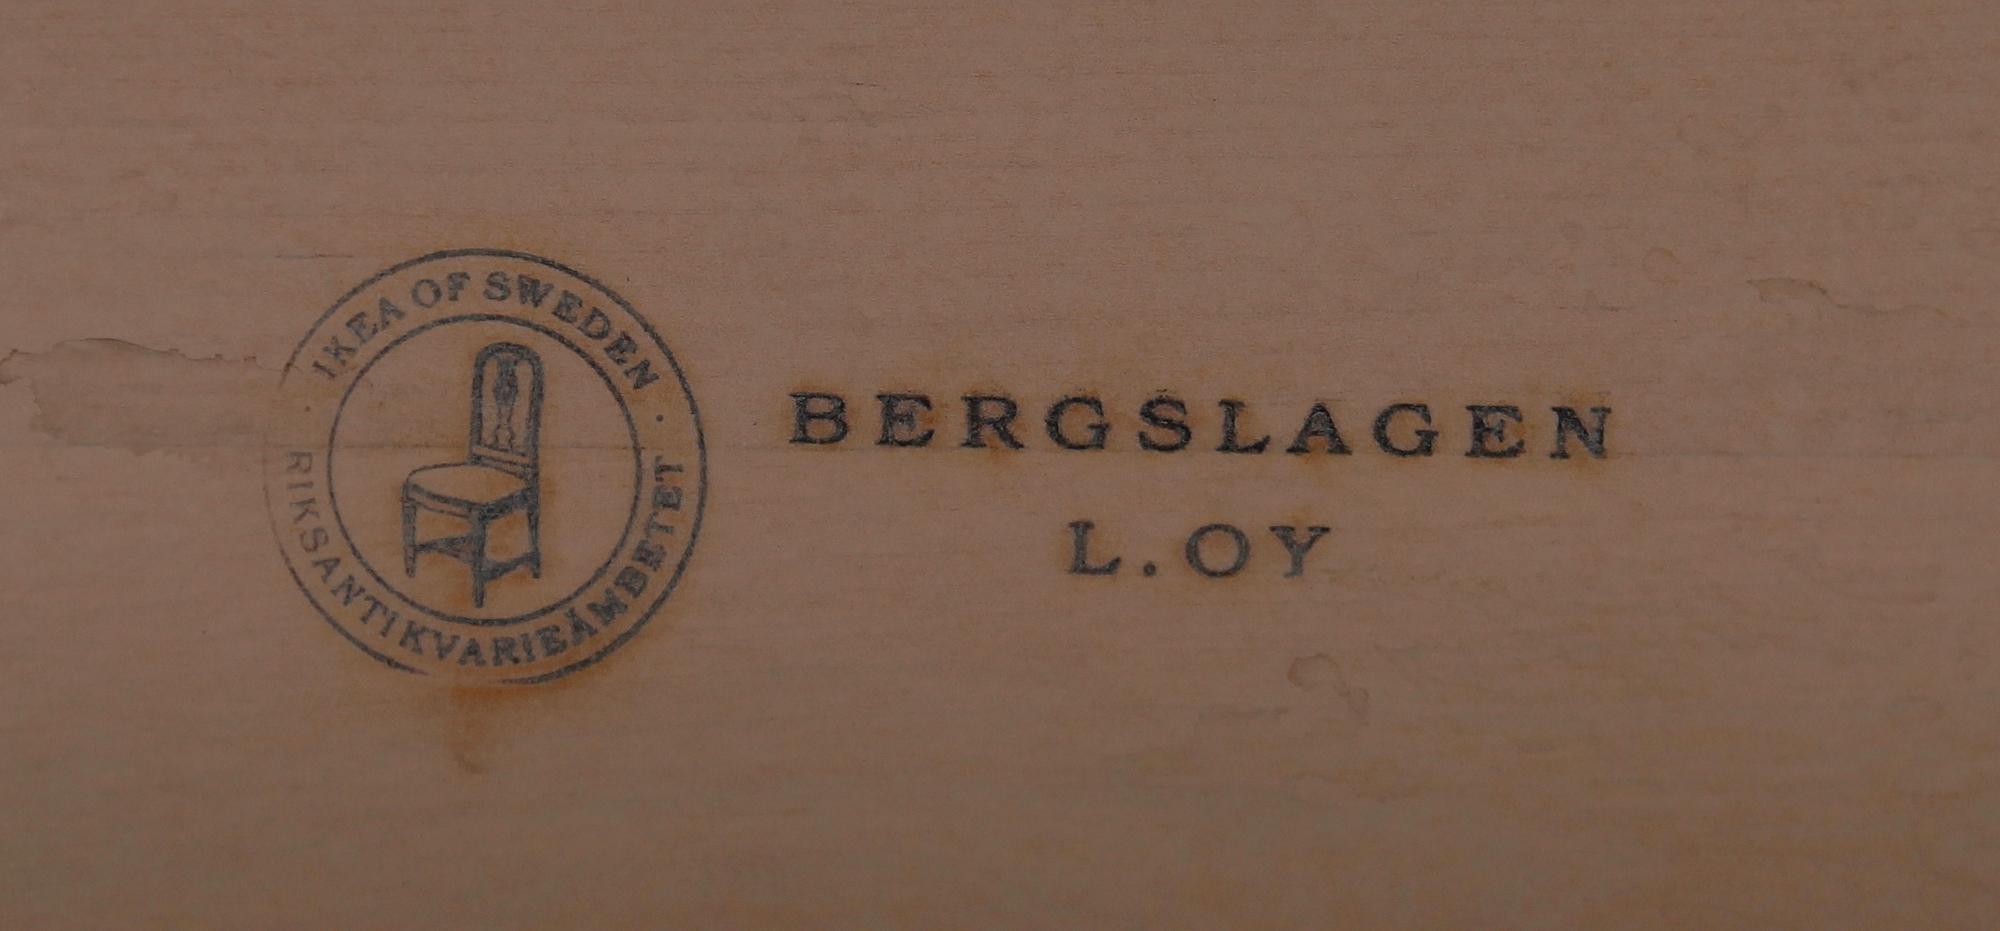 IKEA OF SWEDEN
RIKSANTIKVARIEÄMBETET
BERGSLAGEN
L.OY